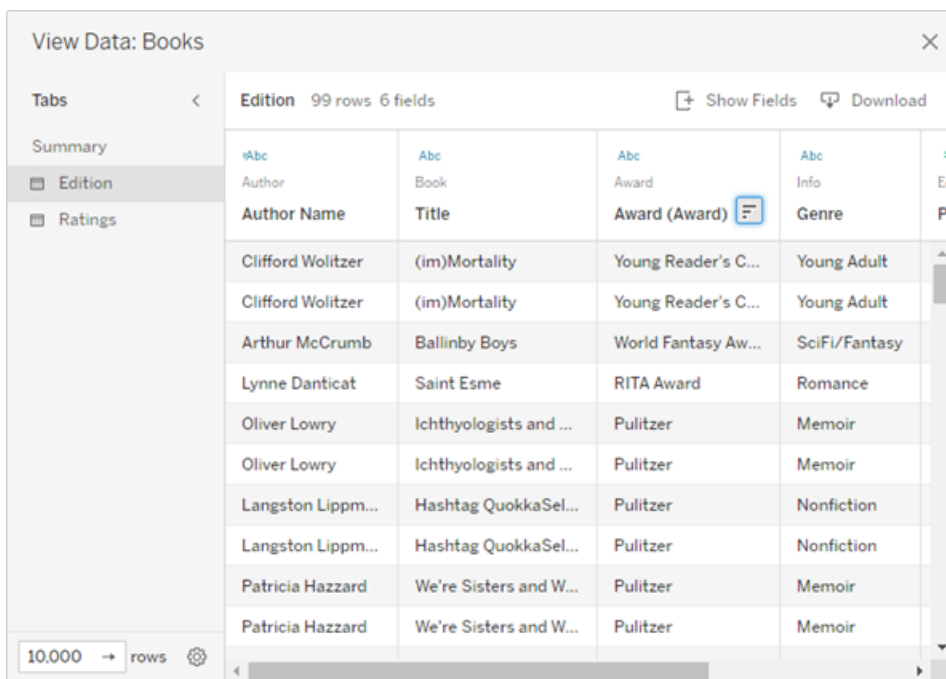 View Data: Books
Tabs
Edition 99 rows 6 fields
Show Fields Download
Summary
Edition
Ratings
Abc Abc Abc Abc
Author Book Award Info E
Author Name Title Award (Award) Genre P
Clifford Wolitzer (im)Mortality Young Reader's C... Young Adult
Clifford Wolitzer (im)Mortality Young Reader's C... Young Adult
Arthur McCrumb Ballinby Boys World Fantasy Aw... SciFi/Fantasy
Lynne Danticat Saint Esme RITA Award Romance
Oliver Lowry Ichthyologists and ... Pulitzer Memoir
Oliver Lowry Ichthyologists and ... Pulitzer Memoir
Langston Lippm... Hashtag QuokkaSel... Pulitzer Nonfiction
Langston Lippm... Hashtag QuokkaSel... Pulitzer Nonfiction
Patricia Hazzard We're Sisters and W... Pulitzer Memoir
Patricia Hazzard We're Sisters and W... Pulitzer Memoir
10,000 → rows